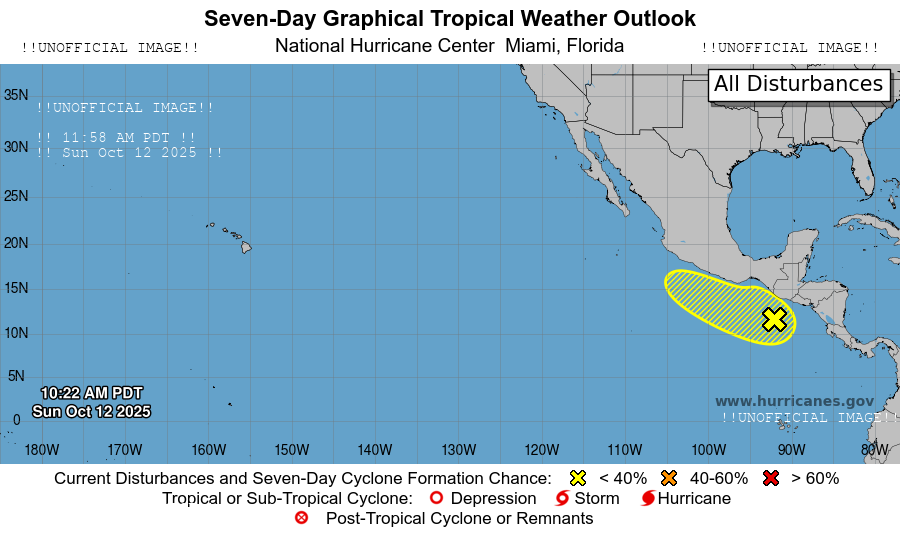 Seven-Day Graphical Tropical Weather Outlook
!!UNOFFICIAL IMAGE!! National Hurricane Center Miami, Florida !!UNOFFICIAL IMAGE!!
All Disturbances
35N
!!UNOFFICIAL IMAGE!!
!! 11:58 AM PDT !!
30N
!! Sun Oct 12 2025 !!
25N
20N
15N
10N
5N
10:22 AM PDT
www.hurricanes.gov
Sun Oct 12 2025
0
!!UNOFFICIAL IMAGE!!
180W 170W 160W 150W 140W 130W 120W 110W 100W 90W 80W
Current Disturbances and Seven-Day Cyclone Formation Chance: < 40% 40-60% > 60%
Tropical or Sub-Tropical Cyclone: Depression Storm Hurricane
Post-Tropical Cyclone or Remnants